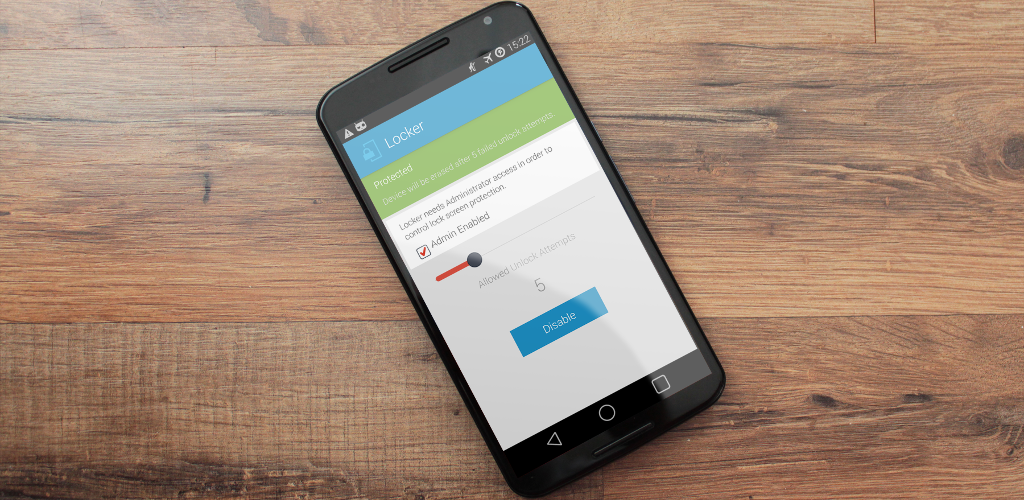 15:22
Locker
Protected
Device will be erased after 5 failed unlock attempts.
Locker needs Administrator access in order to
control lock screen protection.
Admin Enabled
Allowed Unlock Attempts
5
Disable